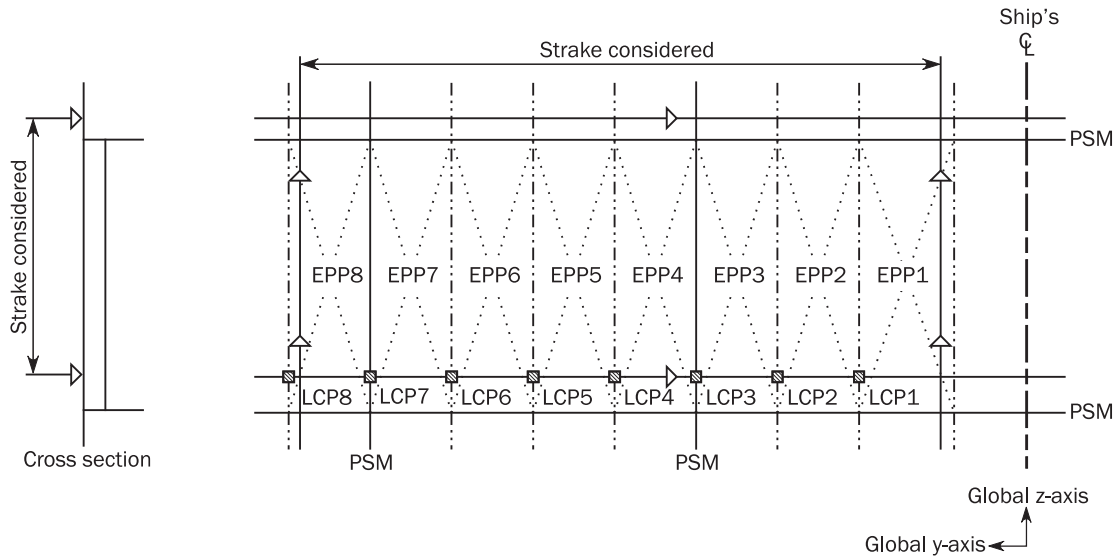 Ship's
℄
Strake considered
Strake considered
PSM
EPP8 EPP7 EPP6 EPP5 EPP4 EPP3 EPP2 EPP1
LCP8 LCP7 LCP6 LCP5 LCP4 LCP3 LCP2 LCP1
PSM
Cross section
PSM
PSM
Global z-axis
Global y-axis